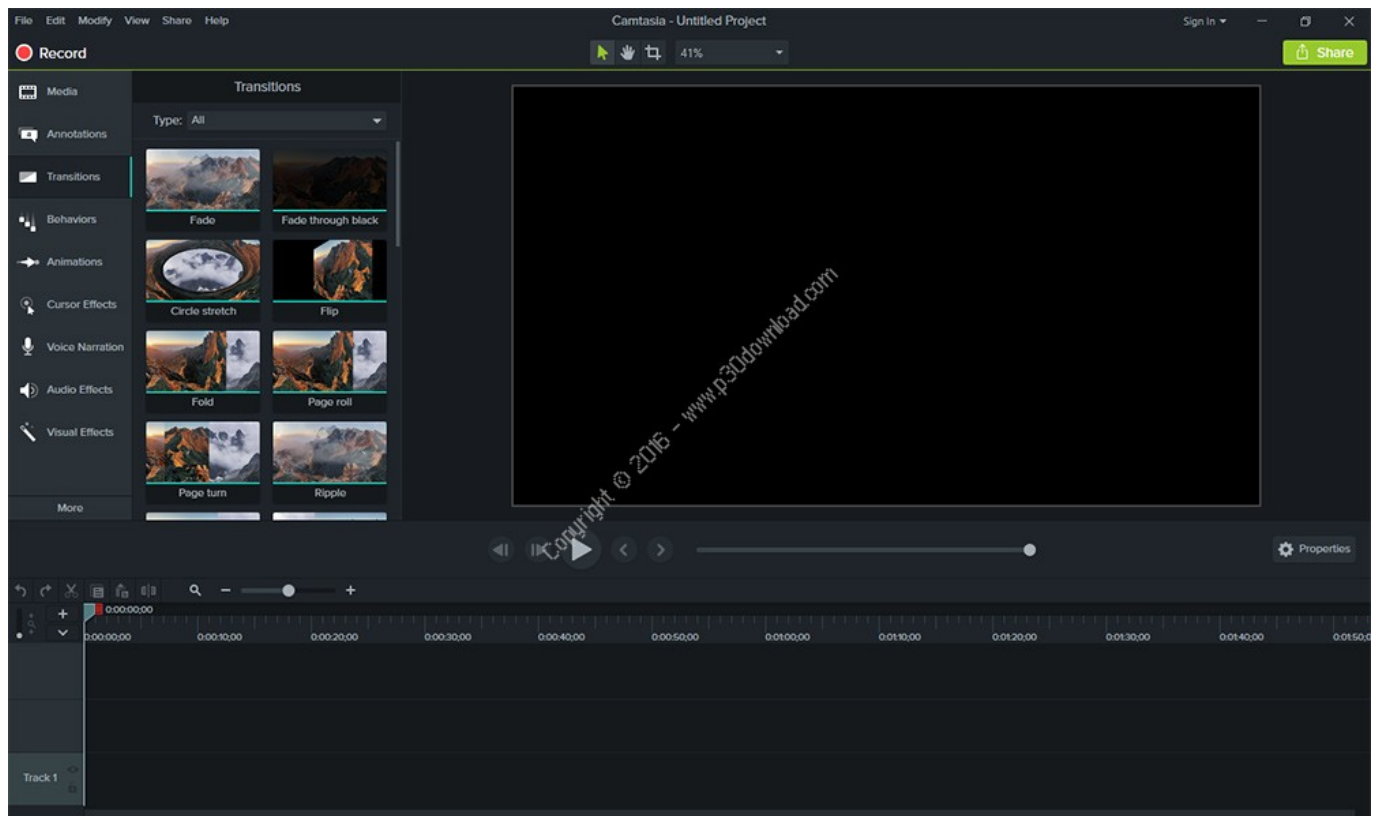 File Edit Modify View Share Help
Camtasia - Untitled Project
Sign In
Record
41%
Share
Media
Annotations
Transitions
Behaviors
Animations
Cursor Effects
Voice Narration
Audio Effects
Visual Effects
More
Transitions
Type: All
Fade
Fade through black
Circle stretch
Flip
Fold
Page roll
Page turn
Ripple
Copyright © 2016 - www.p30download.com
Properties
0:00:00;00
0:00:00;00 0:00:10;00 0:00:20;00 0:00:30;00 0:00:40;00 0:00:50;00 0:01:00;00 0:01:10;00 0:01:20;00 0:01:30;00 0:01:40;00 0:01:50;0
Track 1